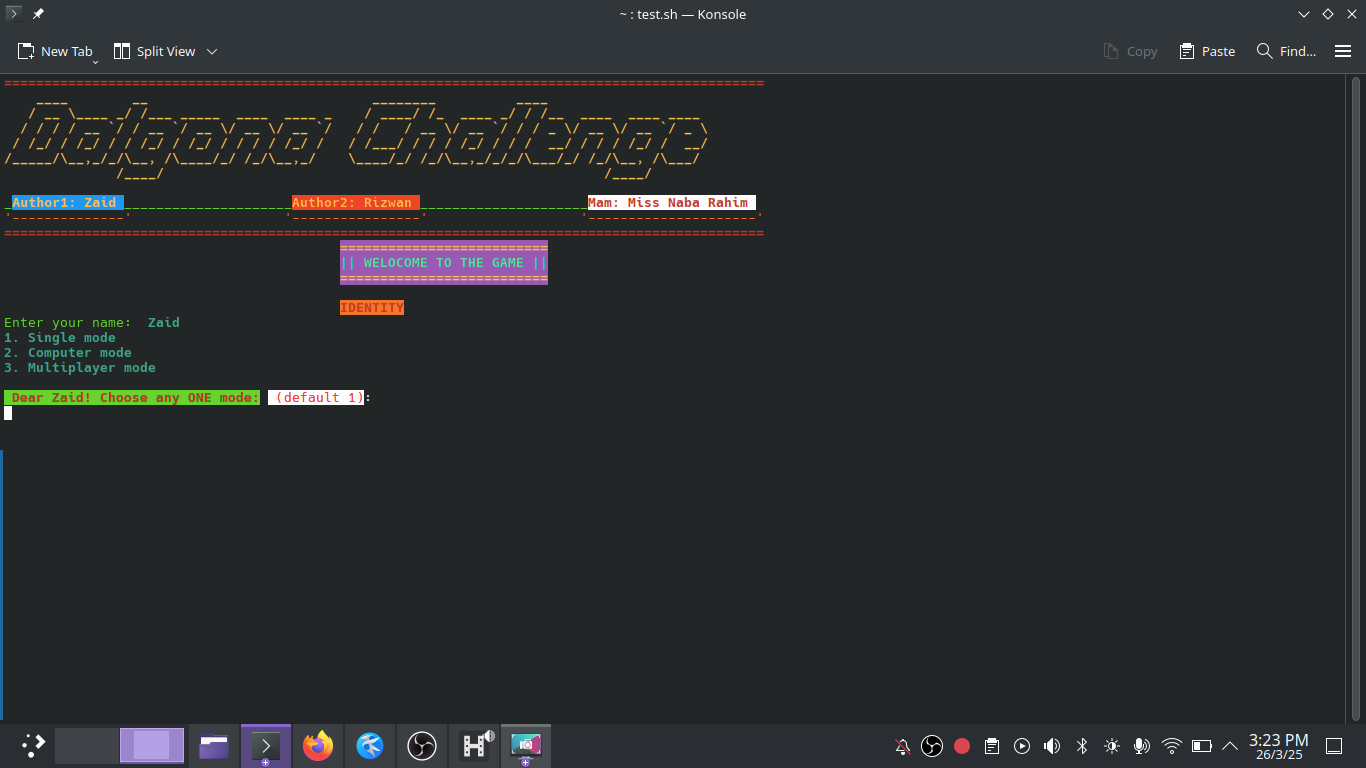 ~ : test.sh — Konsole
New Tab
Split View
Copy
Paste
Find...
Author1: Zaid
Author2: Rizwan
Mam: Miss Naba Rahim
|| WELOCOME TO THE GAME ||
IDENTITY
Enter your name:  Zaid
1. Single mode
2. Computer mode
3. Multiplayer mode
Dear Zaid! Choose any ONE mode: (default 1):
3:23 PM
26/3/25